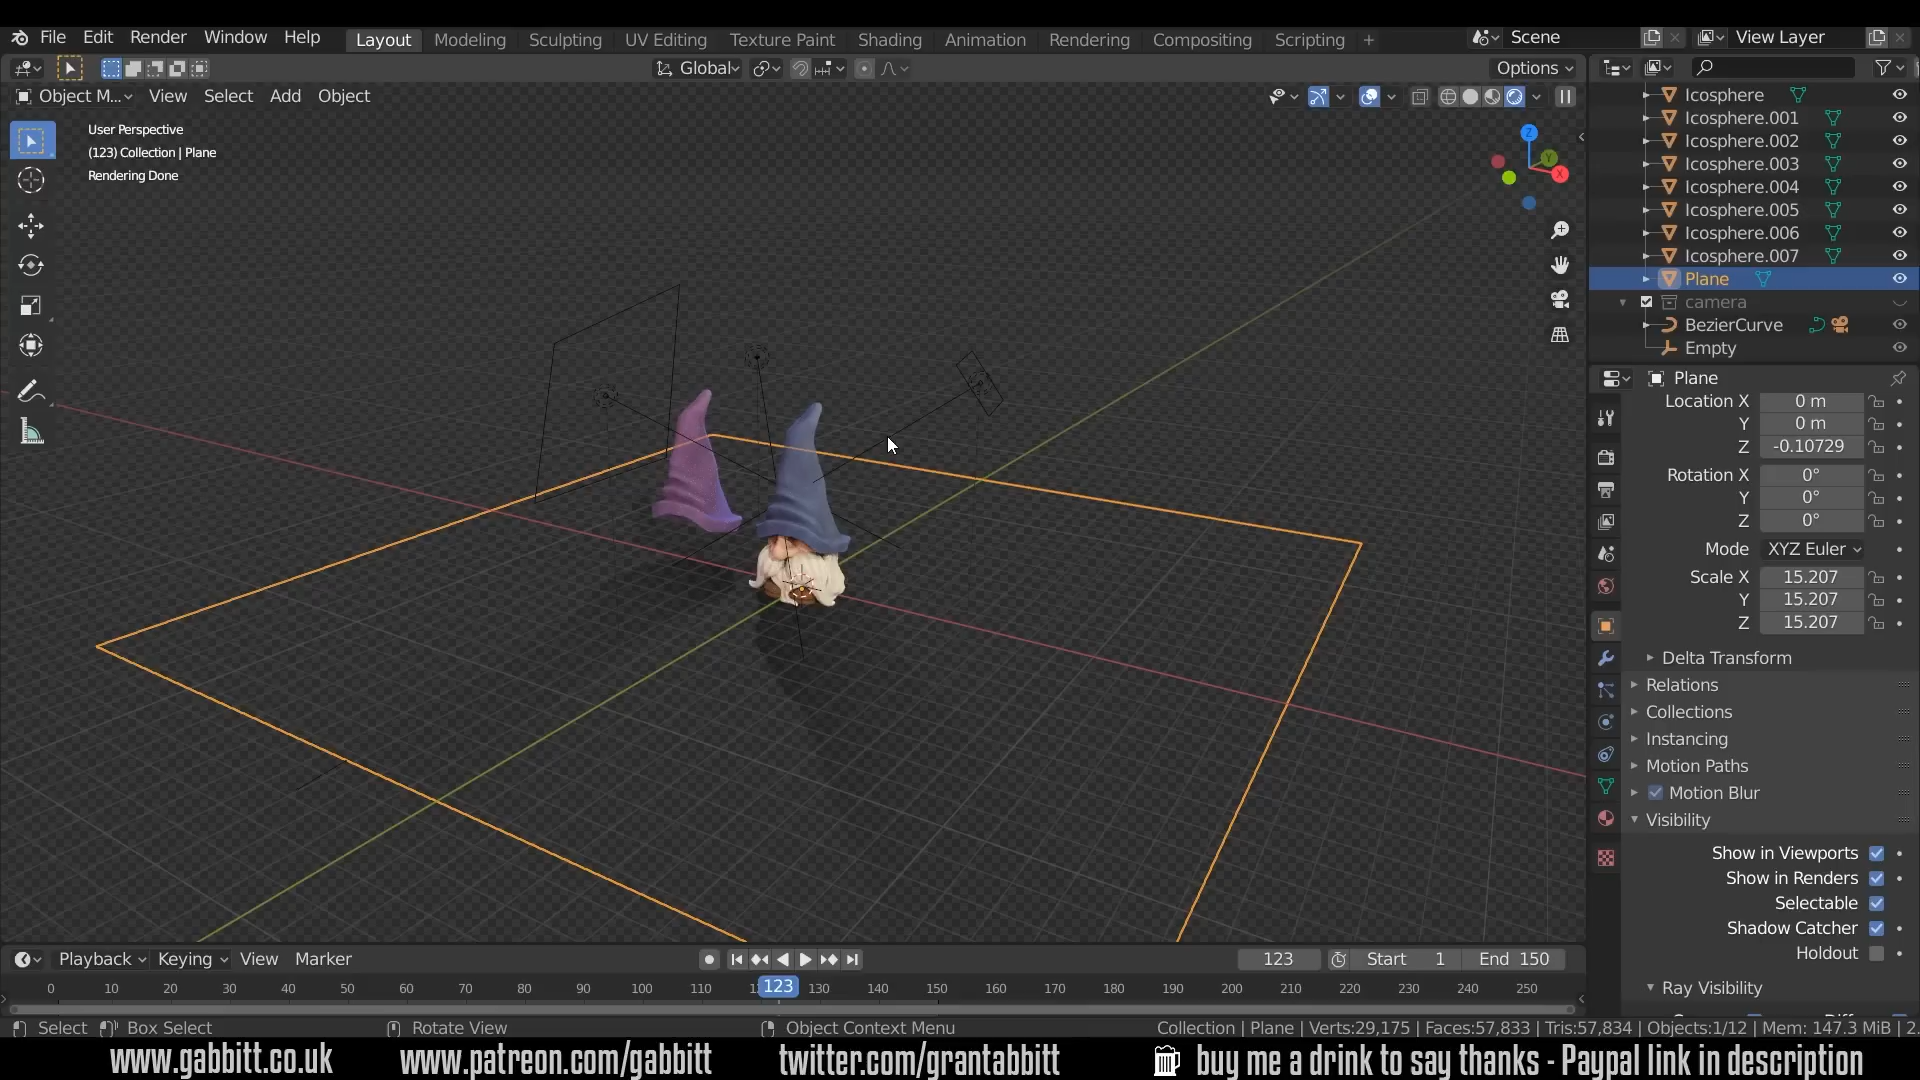 File Edit Render Window Help Layout Modeling Sculpting UV Editing Texture Paint Shading Animation Rendering Compositing Scripting + Scene View Layer
Global Options
Object M... View Select Add Object
User Perspective
(123) Collection | Plane
Rendering Done
Z
Y
X
Icosphere
Icosphere.001
Icosphere.002
Icosphere.003
Icosphere.004
Icosphere.005
Icosphere.006
Icosphere.007
Plane
camera
BezierCurve
Empty
Plane
Location X 0 m
Y 0 m
Z -0.10729
Rotation X 0°
Y 0°
Z 0°
Mode XYZ Euler
Scale X 15.207
Y 15.207
Z 15.207
Delta Transform
Relations
Collections
Instancing
Motion Paths
Motion Blur
Visibility
Show in Viewports
Show in Renders
Selectable
Shadow Catcher
Holdout
Ray Visibility
Playback Keying View Marker 123 Start 1 End 150
0 10 20 30 40 50 60 70 80 90 100 110 123 130 140 150 160 170 180 190 200 210 220 230 240 250
Select Box Select Rotate View Object Context Menu Collection | Plane | Verts:29,175 | Faces:57,833 | Tris:57,834 | Objects:1/12 | Mem: 147.3 MiB | 2.
www.gabbitt.co.uk www.patreon.com/gabbitt twitter.com/grantabbitt buy me a drink to say thanks - Paypal link in description